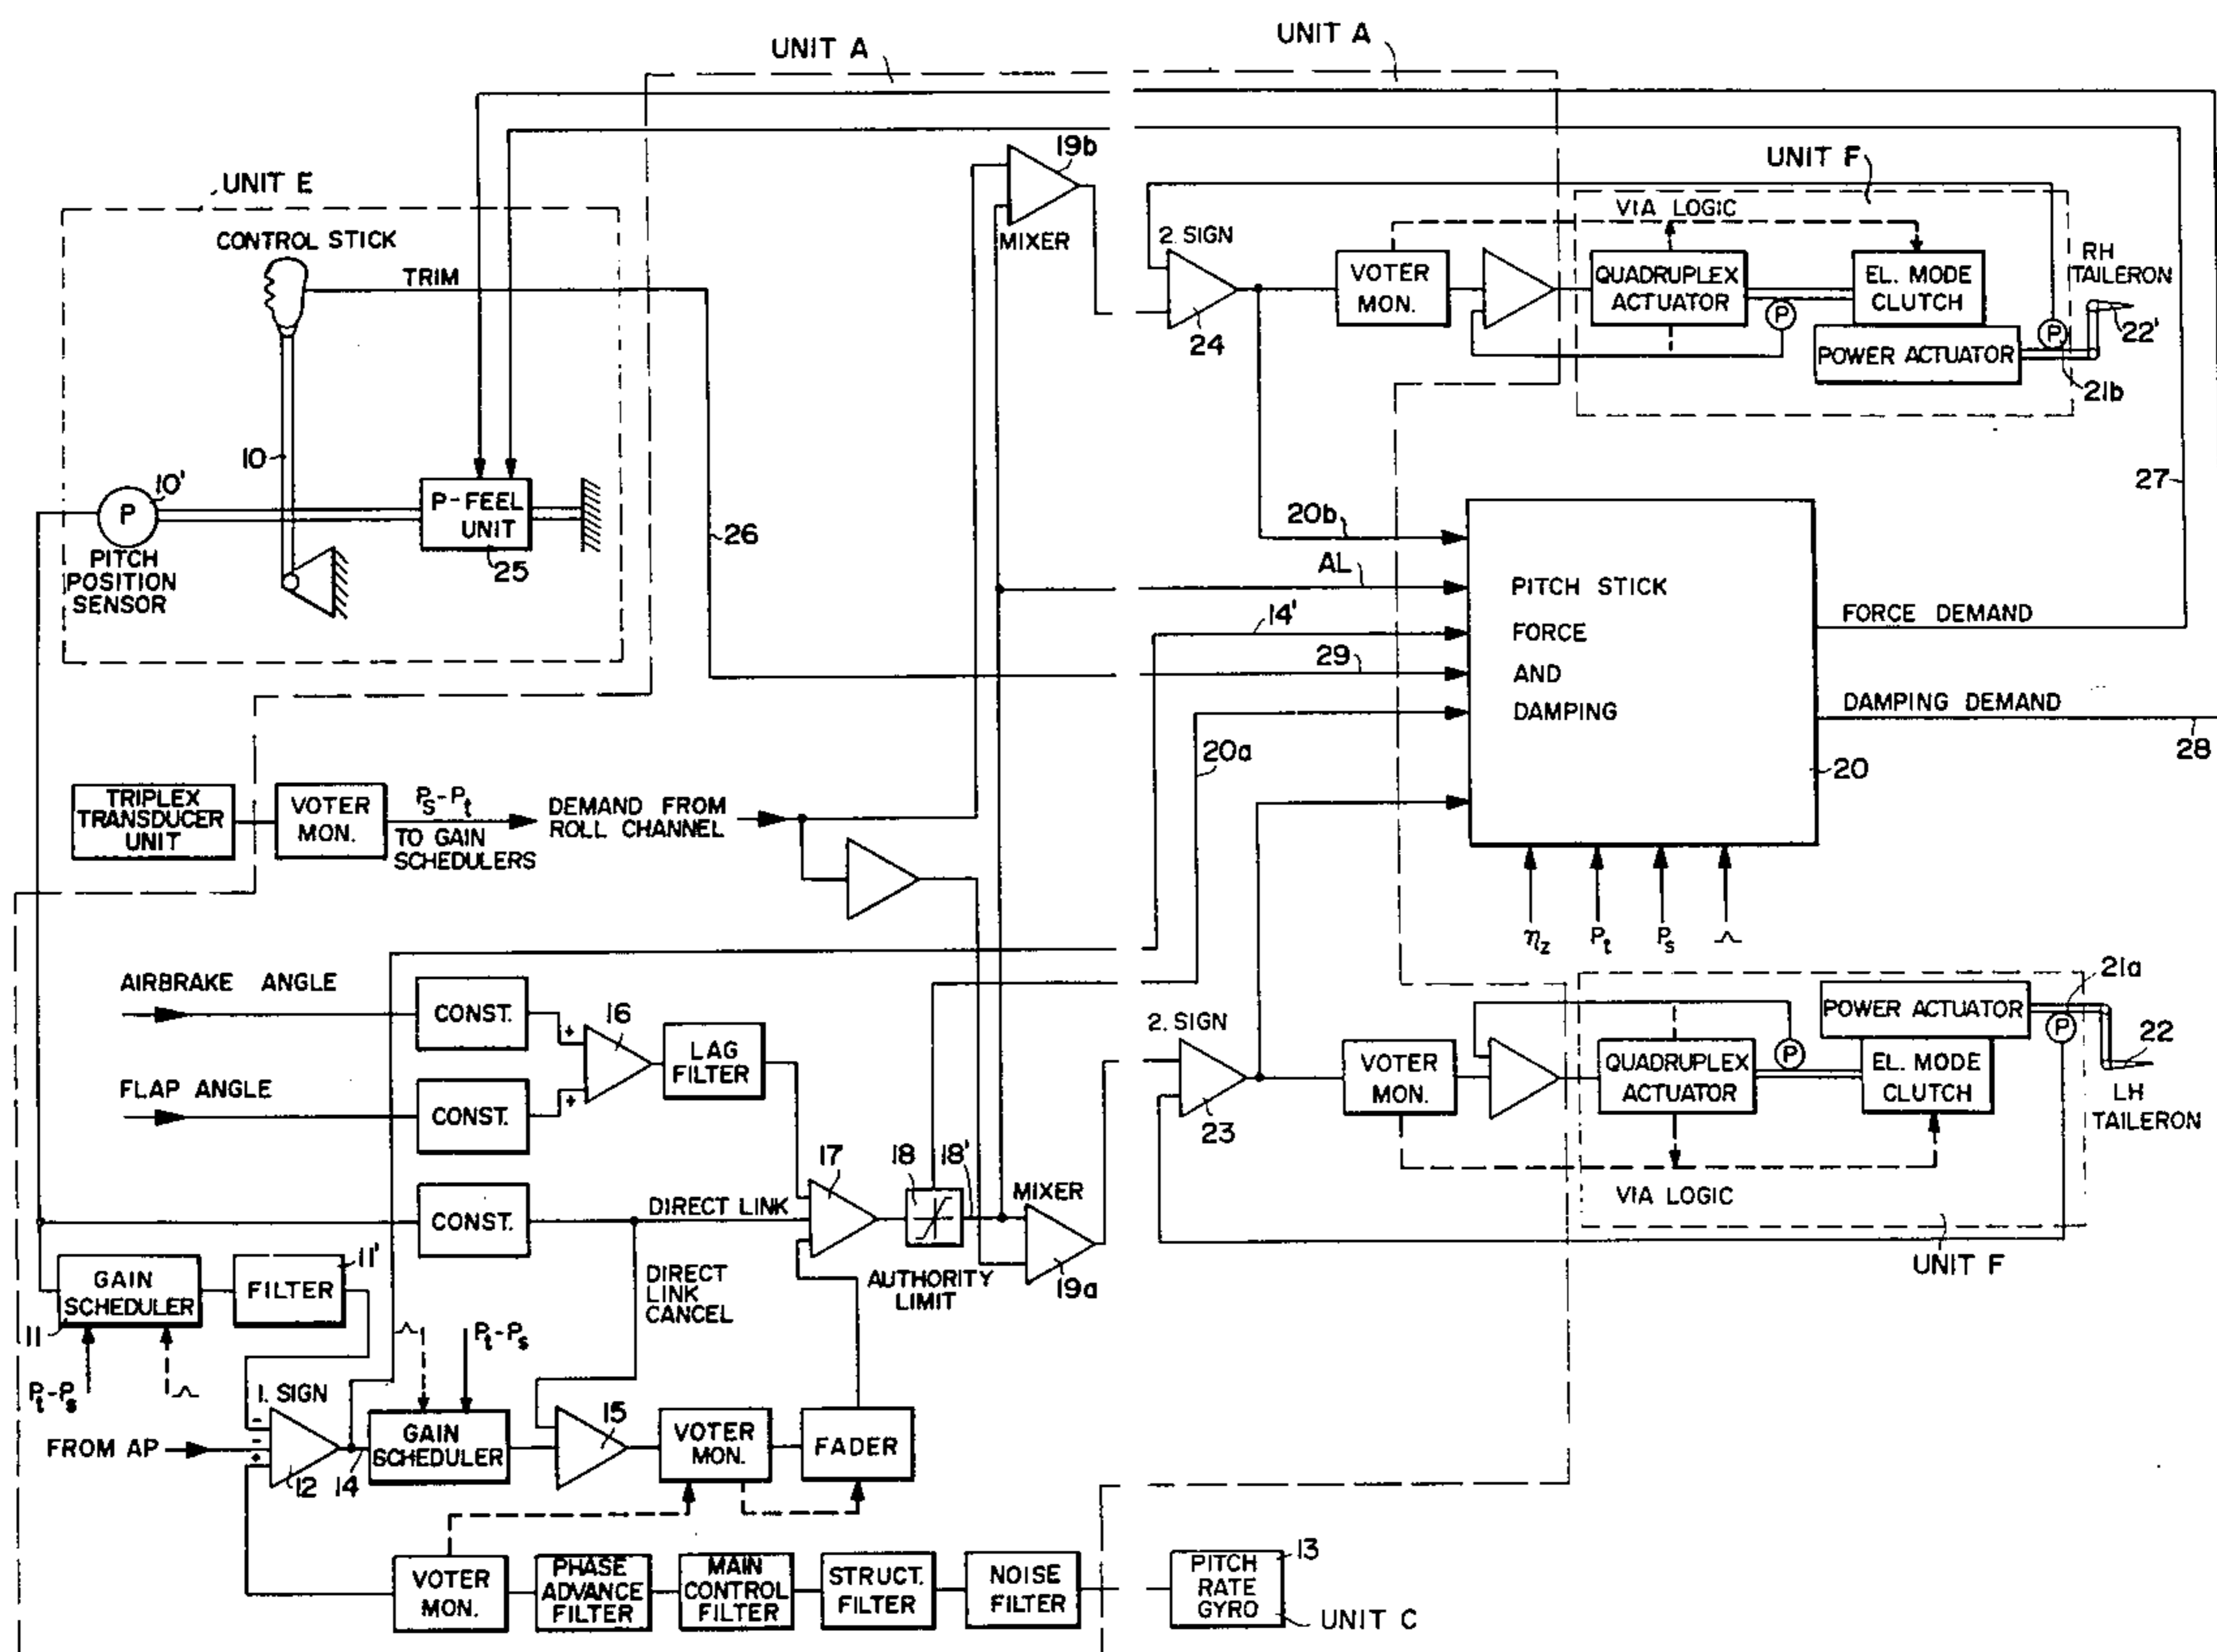 UNIT A
UNIT A
UNIT E
CONTROL STICK
TRIM
10
10'
P
PITCH
POSITION
SENSOR
P-FEEL
UNIT
25
26
19b
MIXER
2. SIGN
24
VOTER
MON.
UNIT F
VIA LOGIC
QUADRUPLEX
ACTUATOR
P
EL. MODE
CLUTCH
POWER ACTUATOR
P
RH
TAILERON
22'
21b
27
20b
AL
14'
29
20a
PITCH STICK
FORCE
AND
DAMPING
FORCE DEMAND
DAMPING DEMAND
28
20
ηz
Pt
Ps
TRIPLEX
TRANSDUCER
UNIT
VOTER
MON.
Ps-Pt
TO GAIN
SCHEDULERS
DEMAND FROM
ROLL CHANNEL
AIRBRAKE ANGLE
CONST.
+
16
LAG
FILTER
FLAP ANGLE
CONST.
+
CONST.
DIRECT LINK
17
18
18'
MIXER
19a
AUTHORITY
LIMIT
DIRECT
LINK
CANCEL
GAIN
SCHEDULER
11
FILTER
11'
Pt-Ps
1. SIGN
-
-
+
FROM AP
12
14
Pt-Ps
GAIN
SCHEDULER
15
VOTER
MON.
FADER
VOTER
MON.
PHASE
ADVANCE
FILTER
MAIN
CONTROL
FILTER
STRUCT.
FILTER
NOISE
FILTER
PITCH
RATE
GYRO
13
UNIT C
2. SIGN
23
VOTER
MON.
QUADRUPLEX
ACTUATOR
P
POWER ACTUATOR
EL. MODE
CLUTCH
P
21a
22
LH
TAILERON
VIA LOGIC
UNIT F